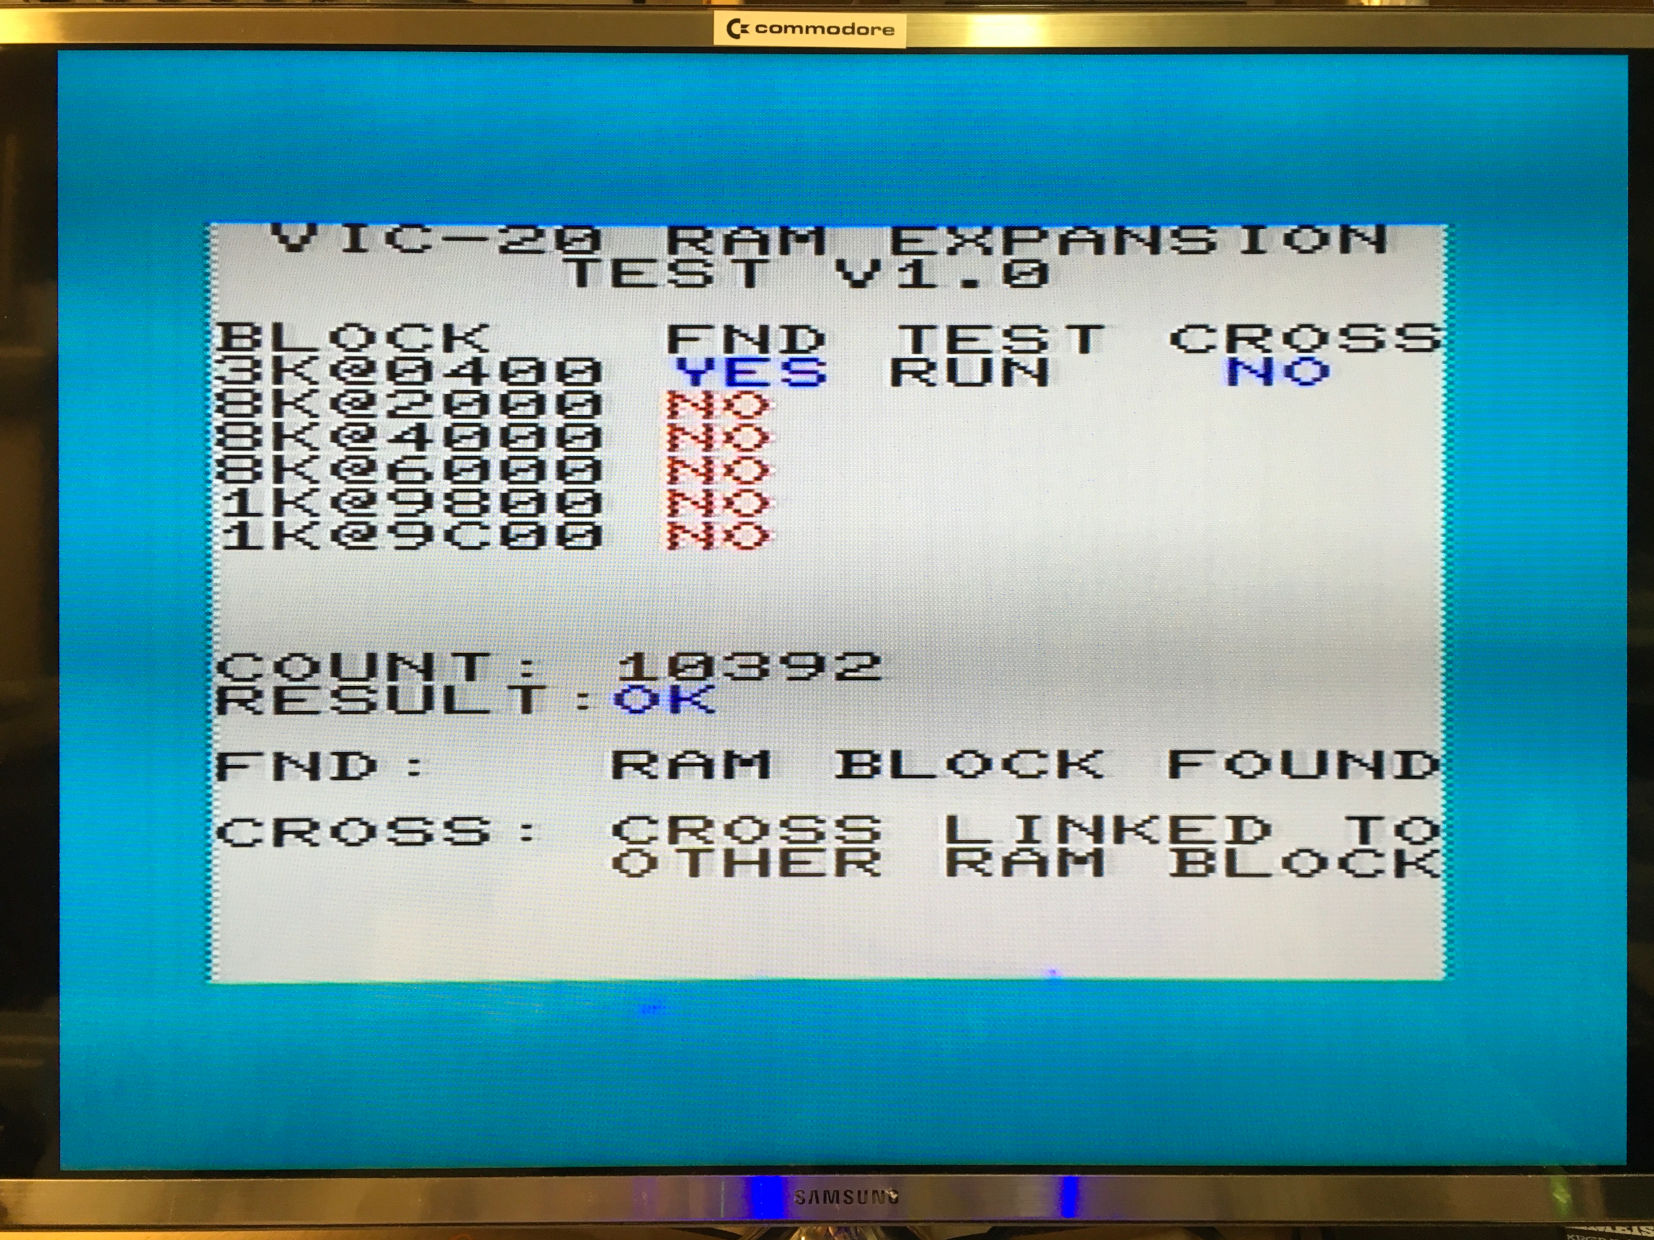 commodore
VIC-20 RAM EXPANSION
TEST V1.0
BLOCK FND TEST CROSS
3K@0400 YES RUN NO
8K@2000 NO
8K@4000 NO
8K@6000 NO
1K@9800 NO
1K@9C00 NO
COUNT: 10392
RESULT:OK
FND: RAM BLOCK FOUND
CROSS: CROSS LINKED TO
OTHER RAM BLOCK
SAMSUNG